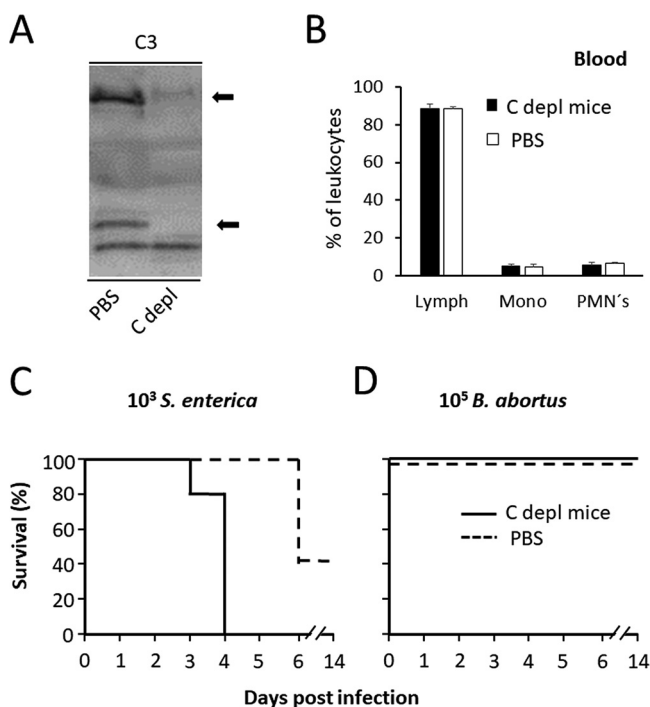 A
C3
PBS
C depl
B
Blood
C depl mice
PBS
% of leukocytes
100
80
60
40
20
0
Lymph Mono PMN´s
C
10³ S. enterica
Survival (%)
100
80
60
40
20
0
0 1 2 3 4 5 6 14
D
10⁵ B. abortus
C depl mice
PBS
0 1 2 3 4 5 6 14
Days post infection